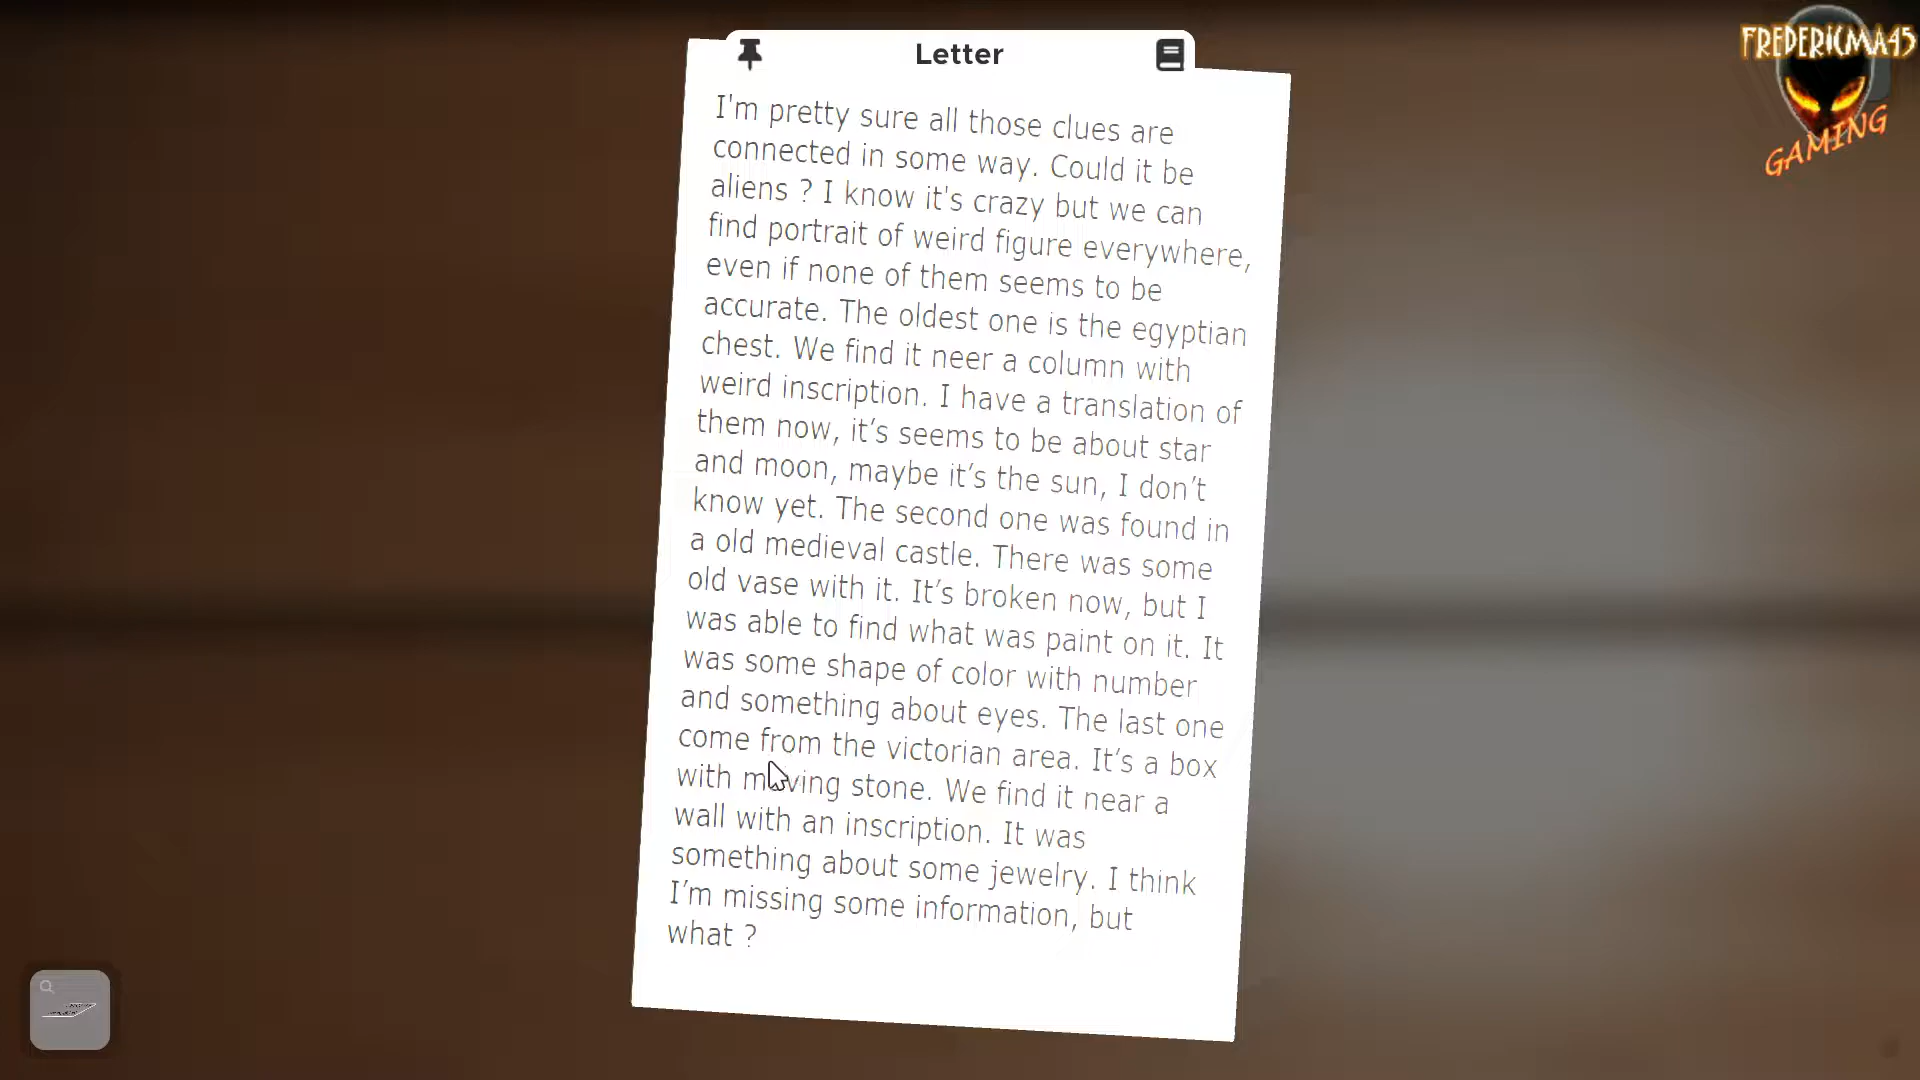 Letter
I'm pretty sure all those clues are
connected in some way. Could it be
aliens ? I know it's crazy but we can
find portrait of weird figure everywhere,
even if none of them seems to be
accurate. The oldest one is the egyptian
chest. We find it neer a column with
weird inscription. I have a translation of
them now, it's seems to be about star
and moon, maybe it's the sun, I don't
know yet. The second one was found in
a old medieval castle. There was some
old vase with it. It's broken now, but I
was able to find what was paint on it. It
was some shape of color with number
and something about eyes. The last one
come from the victorian area. It's a box
with moving stone. We find it near a
wall with an inscription. It was
something about some jewelry. I think
I'm missing some information, but
what ?
FREDERICMA45
GAMING